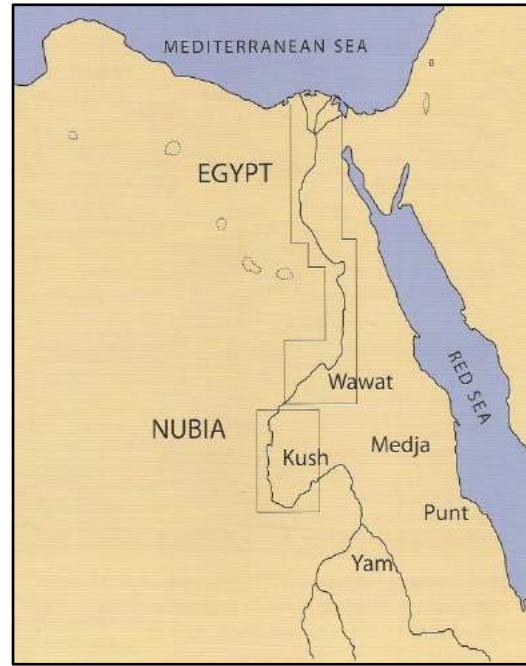 MEDITERRANEAN SEA
EGYPT
RED SEA
Wawat
NUBIA
Medja
Kush
Punt
Yam